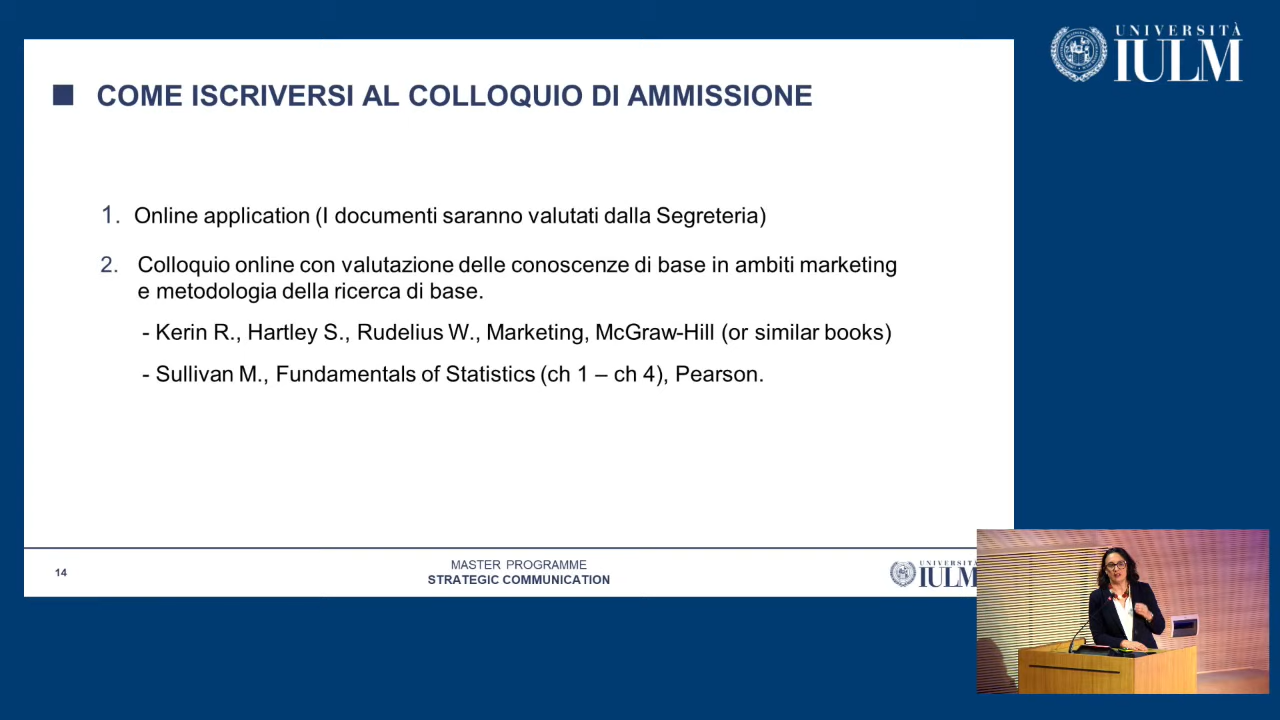 UNIVERSITÀ
IULM
COME ISCRIVERSI AL COLLOQUIO DI AMMISSIONE
1. Online application (I documenti saranno valutati dalla Segreteria)
2. Colloquio online con valutazione delle conoscenze di base in ambiti marketing
e metodologia della ricerca di base.
- Kerin R., Hartley S., Rudelius W., Marketing, McGraw-Hill (or similar books)
- Sullivan M., Fundamentals of Statistics (ch 1 – ch 4), Pearson.
14
MASTER PROGRAMME
STRATEGIC COMMUNICATION
UNIVERSITÀ
IULM